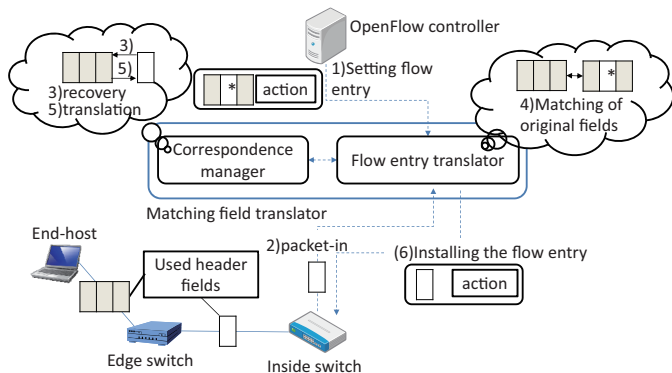 OpenFlow controller
3)
5)
3)recovery
5)translation
*
action
1)Setting flow
entry
*
4)Matching of
original fields
Correspondence
manager
Flow entry translator
Matching field translator
End-host
Used header
fields
2)packet-in
(6)Installing the flow entry
action
Edge switch
Inside switch